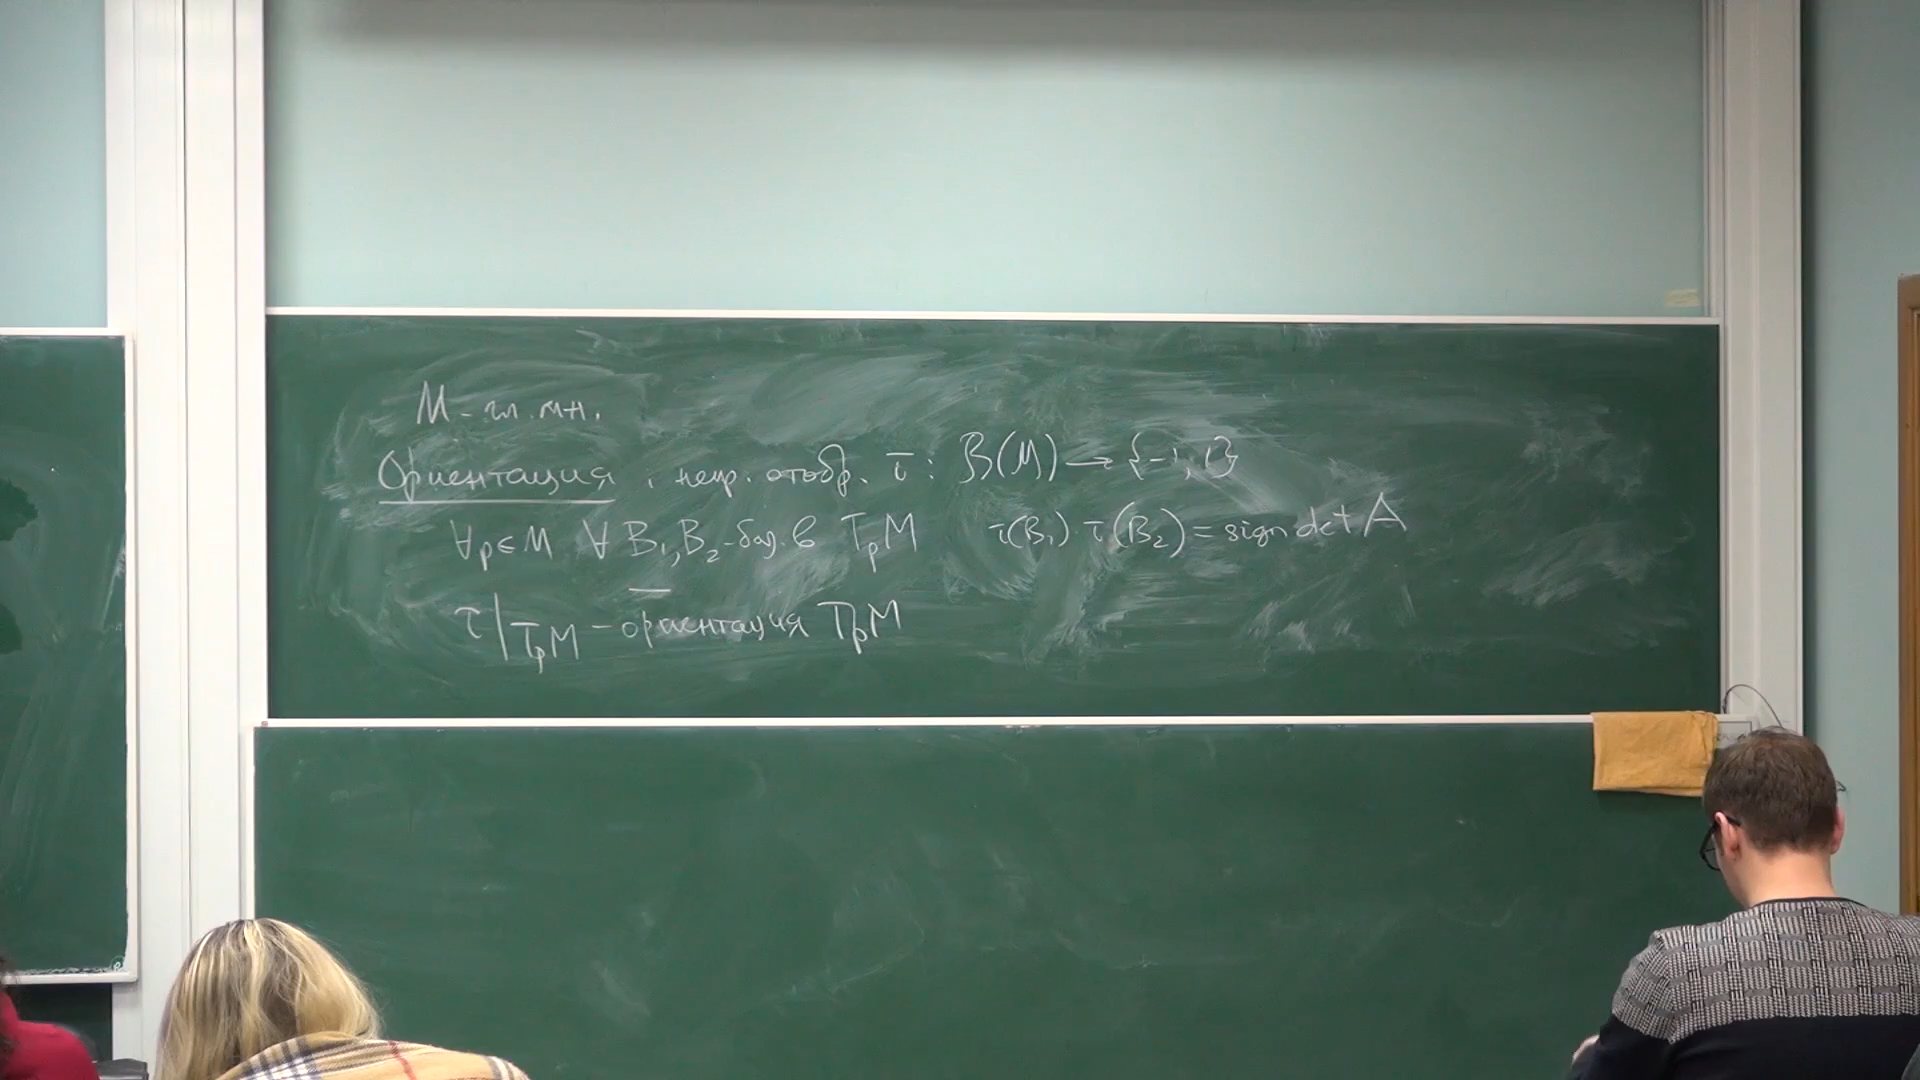 M - гл. мн.
Ориентация : непр. отобр. τ : B(M) → {-1, 1}
∀p∈M ∀ B₁, B₂ - баз. в TₚM τ(B₁)·τ(B₂) = sign det A
τ|TₚM – ориентация TₚM